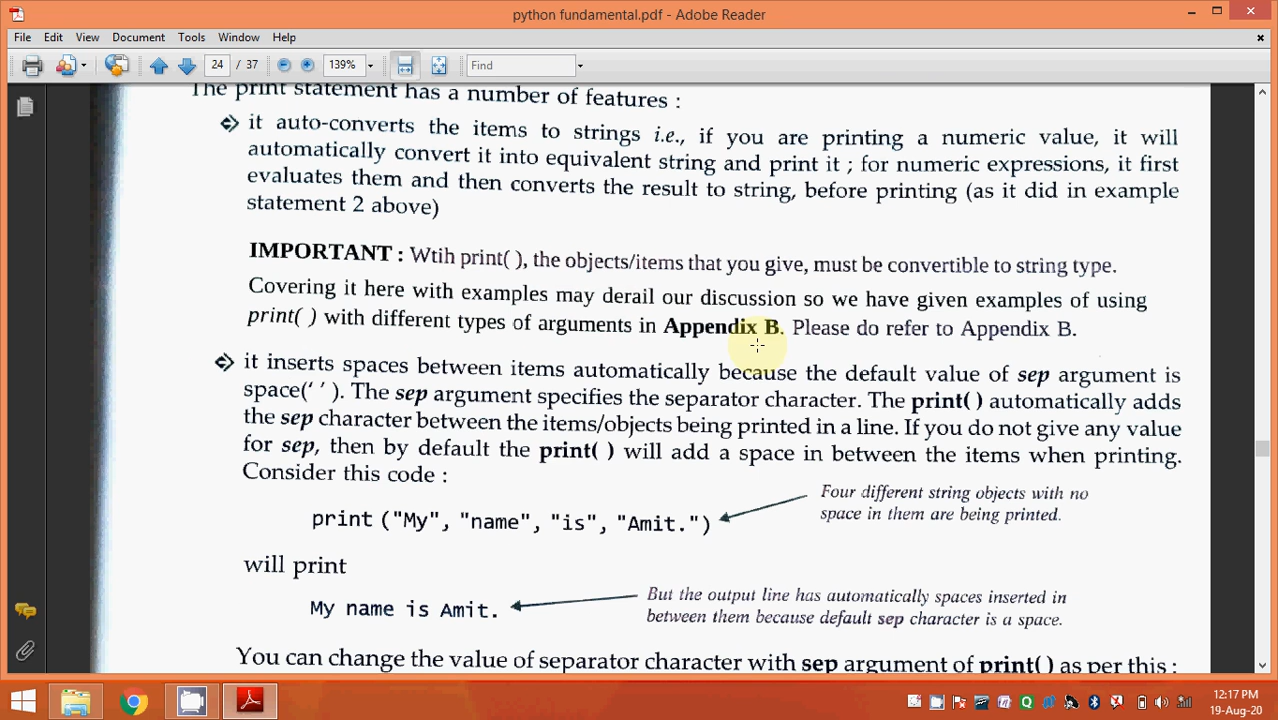 python fundamental.pdf - Adobe Reader
File Edit View Document Tools Window Help
24 / 37 139% Find
The print statement has a number of features :
it auto-converts the items to strings i.e., if you are printing a numeric value, it will
automatically convert it into equivalent string and print it ; for numeric expressions, it first
evaluates them and then converts the result to string, before printing (as it did in example
statement 2 above)
IMPORTANT : Wtih print( ), the objects/items that you give, must be convertible to string type.
Covering it here with examples may derail our discussion so we have given examples of using
print( ) with different types of arguments in Appendix B. Please do refer to Appendix B.
it inserts spaces between items automatically because the default value of sep argument is
space(‘ ’). The sep argument specifies the separator character. The print( ) automatically adds
the sep character between the items/objects being printed in a line. If you do not give any value
for sep, then by default the print( ) will add a space in between the items when printing.
Consider this code :
print ("My", "name", "is", "Amit.")
Four different string objects with no
space in them are being printed.
will print
My name is Amit.
But the output line has automatically spaces inserted in
between them because default sep character is a space.
You can change the value of separator character with sep argument of print( ) as per this :
12:17 PM
19-Aug-20